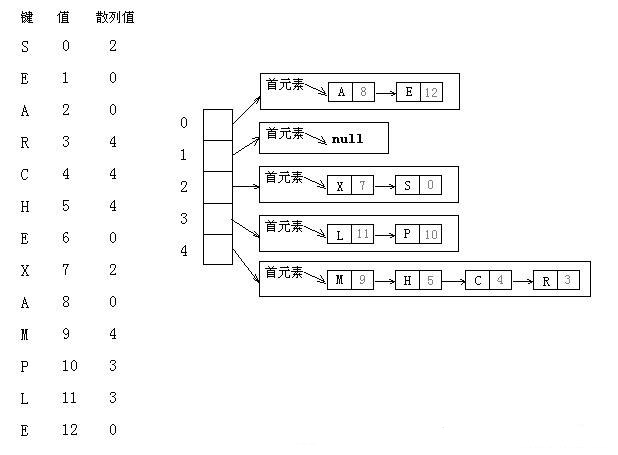 键 值 散列值
S 0 2
E 1 0
A 2 0
R 3 4
C 4 4
H 5 4
E 6 0
X 7 2
A 8 0
M 9 4
P 10 3
L 11 3
E 12 0
0
1
2
3
4
首元素 A 8 E 12
首元素 null
首元素 X 7 S 0
首元素 L 11 P 10
首元素 M 9 H 5 C 4 R 3